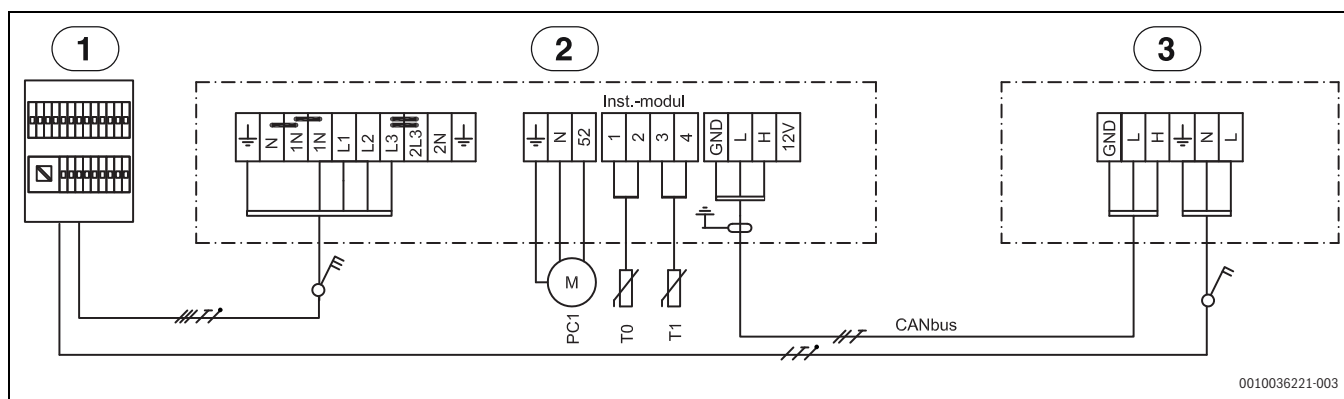 1
2
3
Inst.-modul
N
1N
1N
L1
L2
L3
2L3
2N
N
52
1
2
3
4
GND
L
H
12V
GND
L
H
N
L
M
PC1
T0
T1
CANbus
0010036221-003